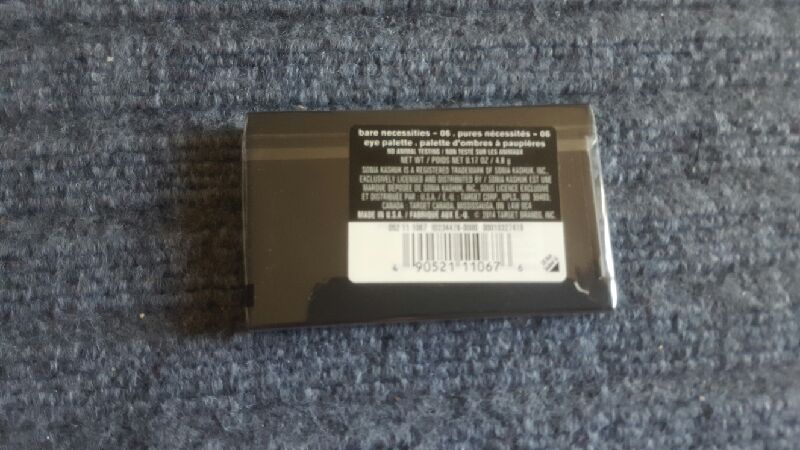 bare necessities - 06 . pures nécessités - 06
eye palette . palette d'ombres à paupières
NO ANIMAL TESTING / NON TESTÉ SUR LES ANIMAUX
NET WT / POIDS NET 0.17 OZ / 4.8 g
SONIA KASHUK IS A REGISTERED TRADEMARK OF SONIA KASHUK, INC.
EXCLUSIVELY LICENSED AND DISTRIBUTED BY / SONIA KASHUK EST UNE
MARQUE DÉPOSÉE DE SONIA KASHUK, INC. SOUS LICENCE EXCLUSIVE
ET DISTRIBUÉE PAR : U.S.A. / É.-U. : TARGET CORP., MPLS., MN 55403.
CANADA : TARGET CANADA, MISSISSAUGA, ON
MADE IN U.S.A. / FABRIQUÉ AUX É.-U. © 2014 TARGET BRANDS, INC.
052 11 1067
4 90521 11067 6